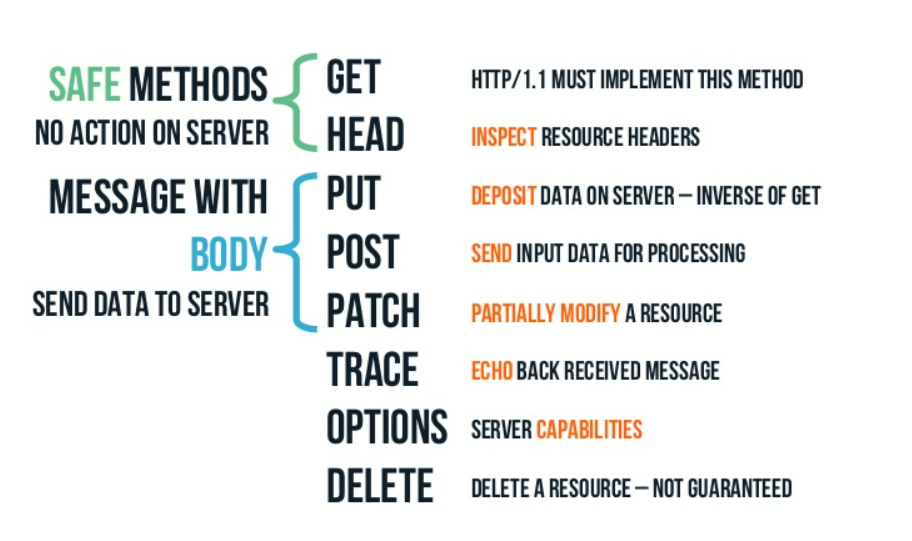 SAFE METHODS
NO ACTION ON SERVER
GET
HTTP/1.1 MUST IMPLEMENT THIS METHOD
HEAD
INSPECT RESOURCE HEADERS
MESSAGE WITH
BODY
SEND DATA TO SERVER
PUT
DEPOSIT DATA ON SERVER – INVERSE OF GET
POST
SEND INPUT DATA FOR PROCESSING
PATCH
PARTIALLY MODIFY A RESOURCE
TRACE
ECHO BACK RECEIVED MESSAGE
OPTIONS
SERVER CAPABILITIES
DELETE
DELETE A RESOURCE – NOT GUARANTEED